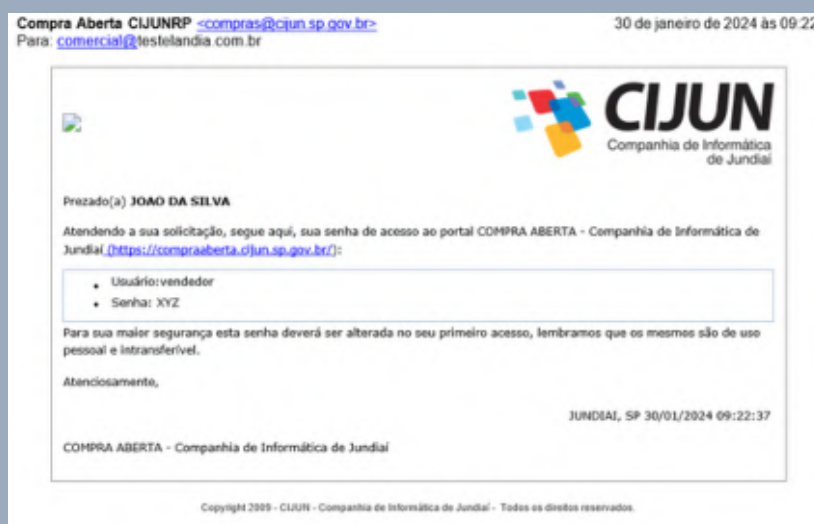 Compra Aberta CIJUNRP <compras@cijun.sp.gov.br>
30 de janeiro de 2024 às 09:22
Para: comercial@testelandia.com.br
CIJUN
Companhia de Informática
de Jundiaí
Prezado(a) JOAO DA SILVA
Atendendo a sua solicitação, segue aqui, sua senha de acesso ao portal COMPRA ABERTA - Companhia de Informática de
Jundiaí (https://compraaberta.cijun.sp.gov.br/):
• Usuário:vendedor
• Senha: XYZ
Para sua maior segurança esta senha deverá ser alterada no seu primeiro acesso, lembramos que os mesmos são de uso
pessoal e intransferível.
Atenciosamente,
JUNDIAI, SP 30/01/2024 09:22:37
COMPRA ABERTA - Companhia de Informática de Jundiaí
Copyright 2009 - CIJUN - Companhia de Informática de Jundiaí - Todos os direitos reservados.